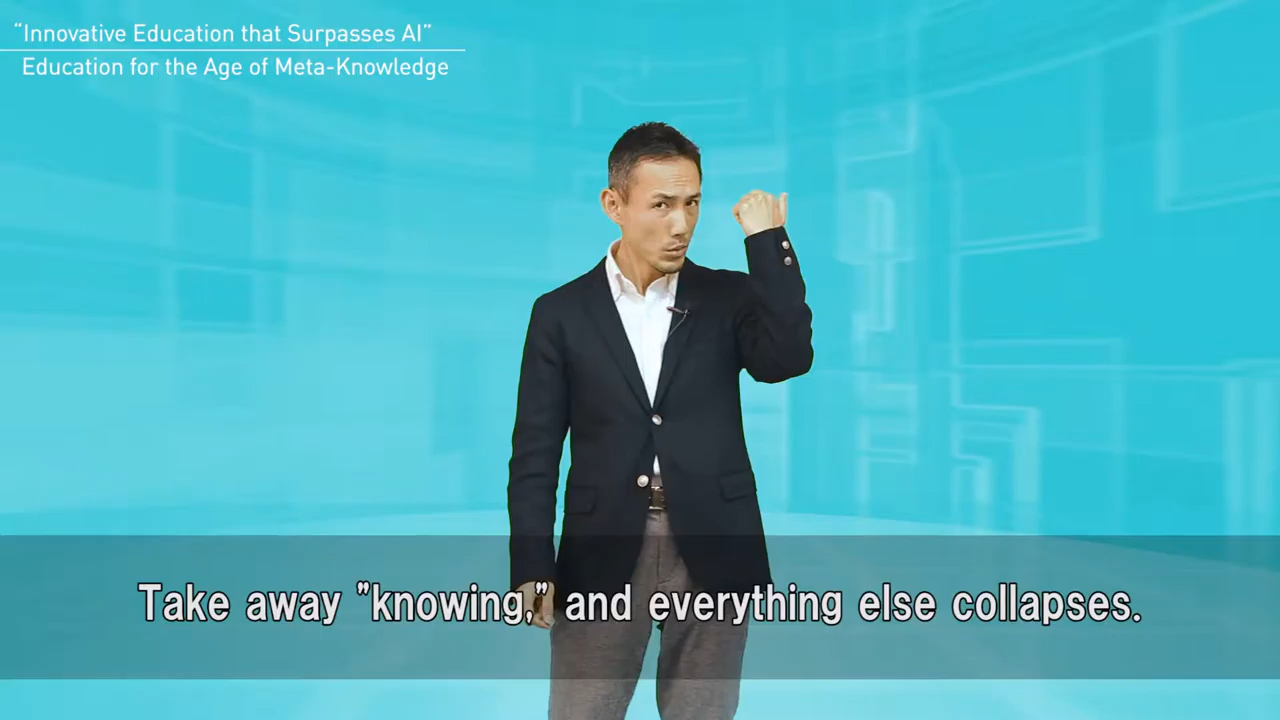 “Innovative Education that Surpasses AI”
Education for the Age of Meta-Knowledge
Take away "knowing," and everything else collapses.